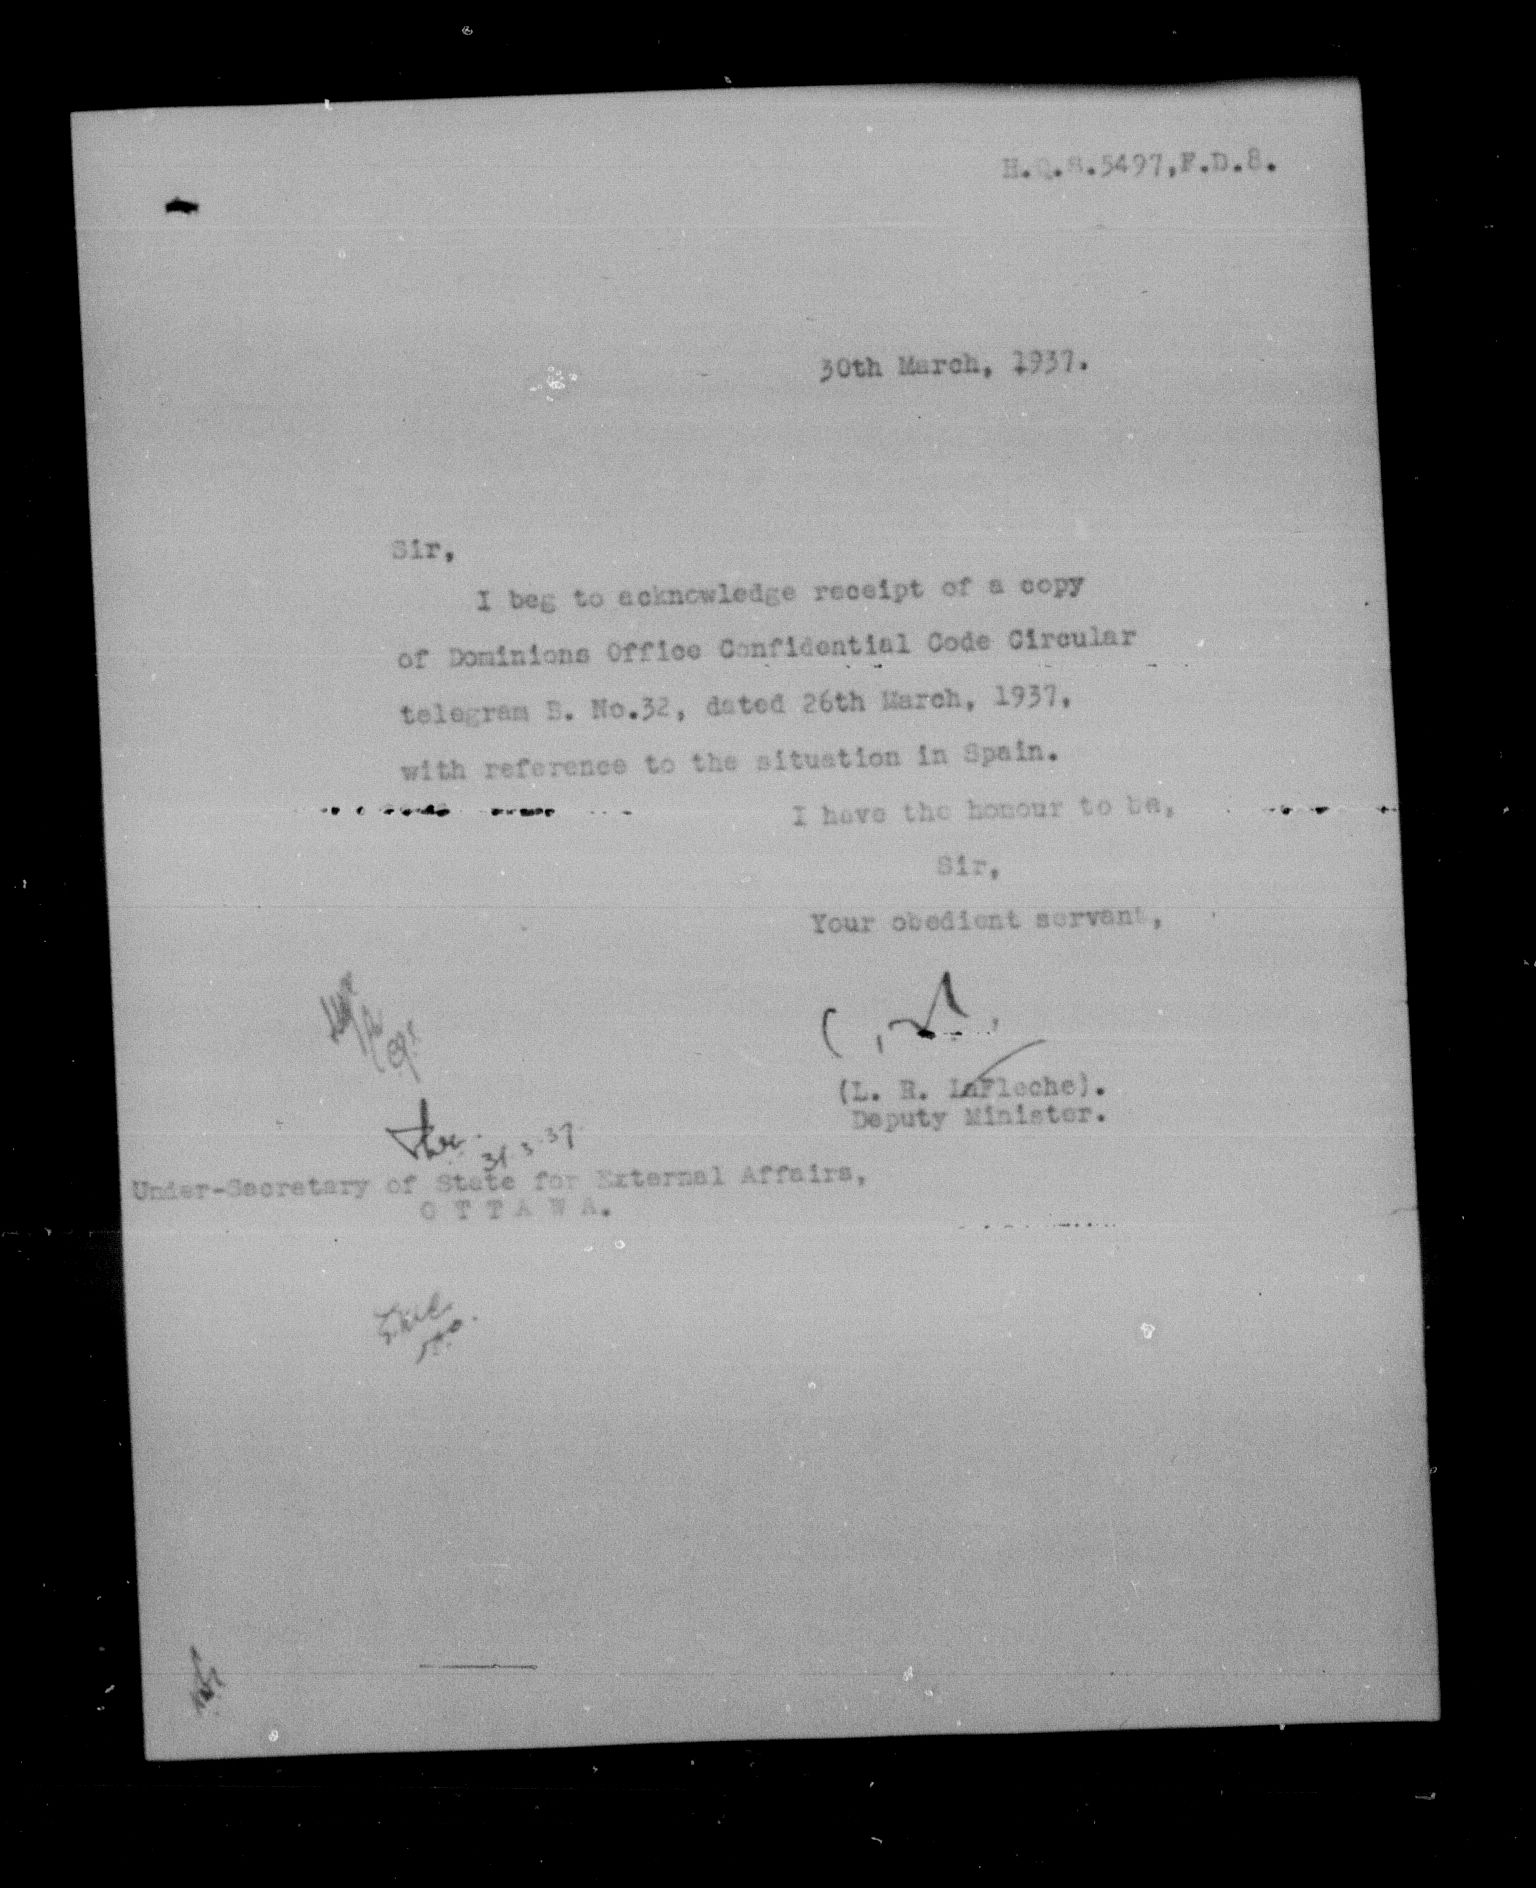 H.Q.S.5497,F.D.8.
30th March, 1937.
Sir,
I beg to acknowledge receipt of a copy
of Dominions Office Confidential Code Circular
telegram B. No.32, dated 26th March, 1937,
with reference to the situation in Spain.
I have the honour to be,
Sir,
Your obedient servant,
(L. R. LaFleche).
Deputy Minister.
31.3.37
Under-Secretary of State for External Affairs,
O T T A W A.